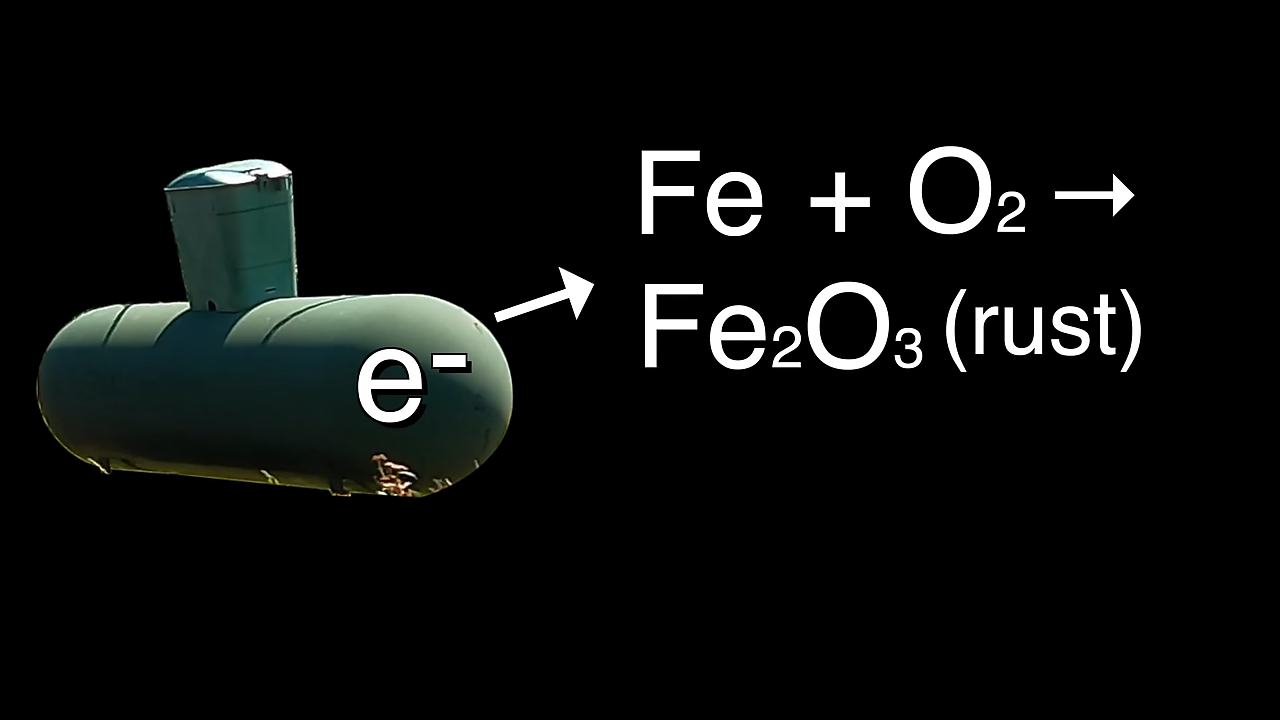 Fe + O₂ →
Fe₂O₃ (rust)
e⁻